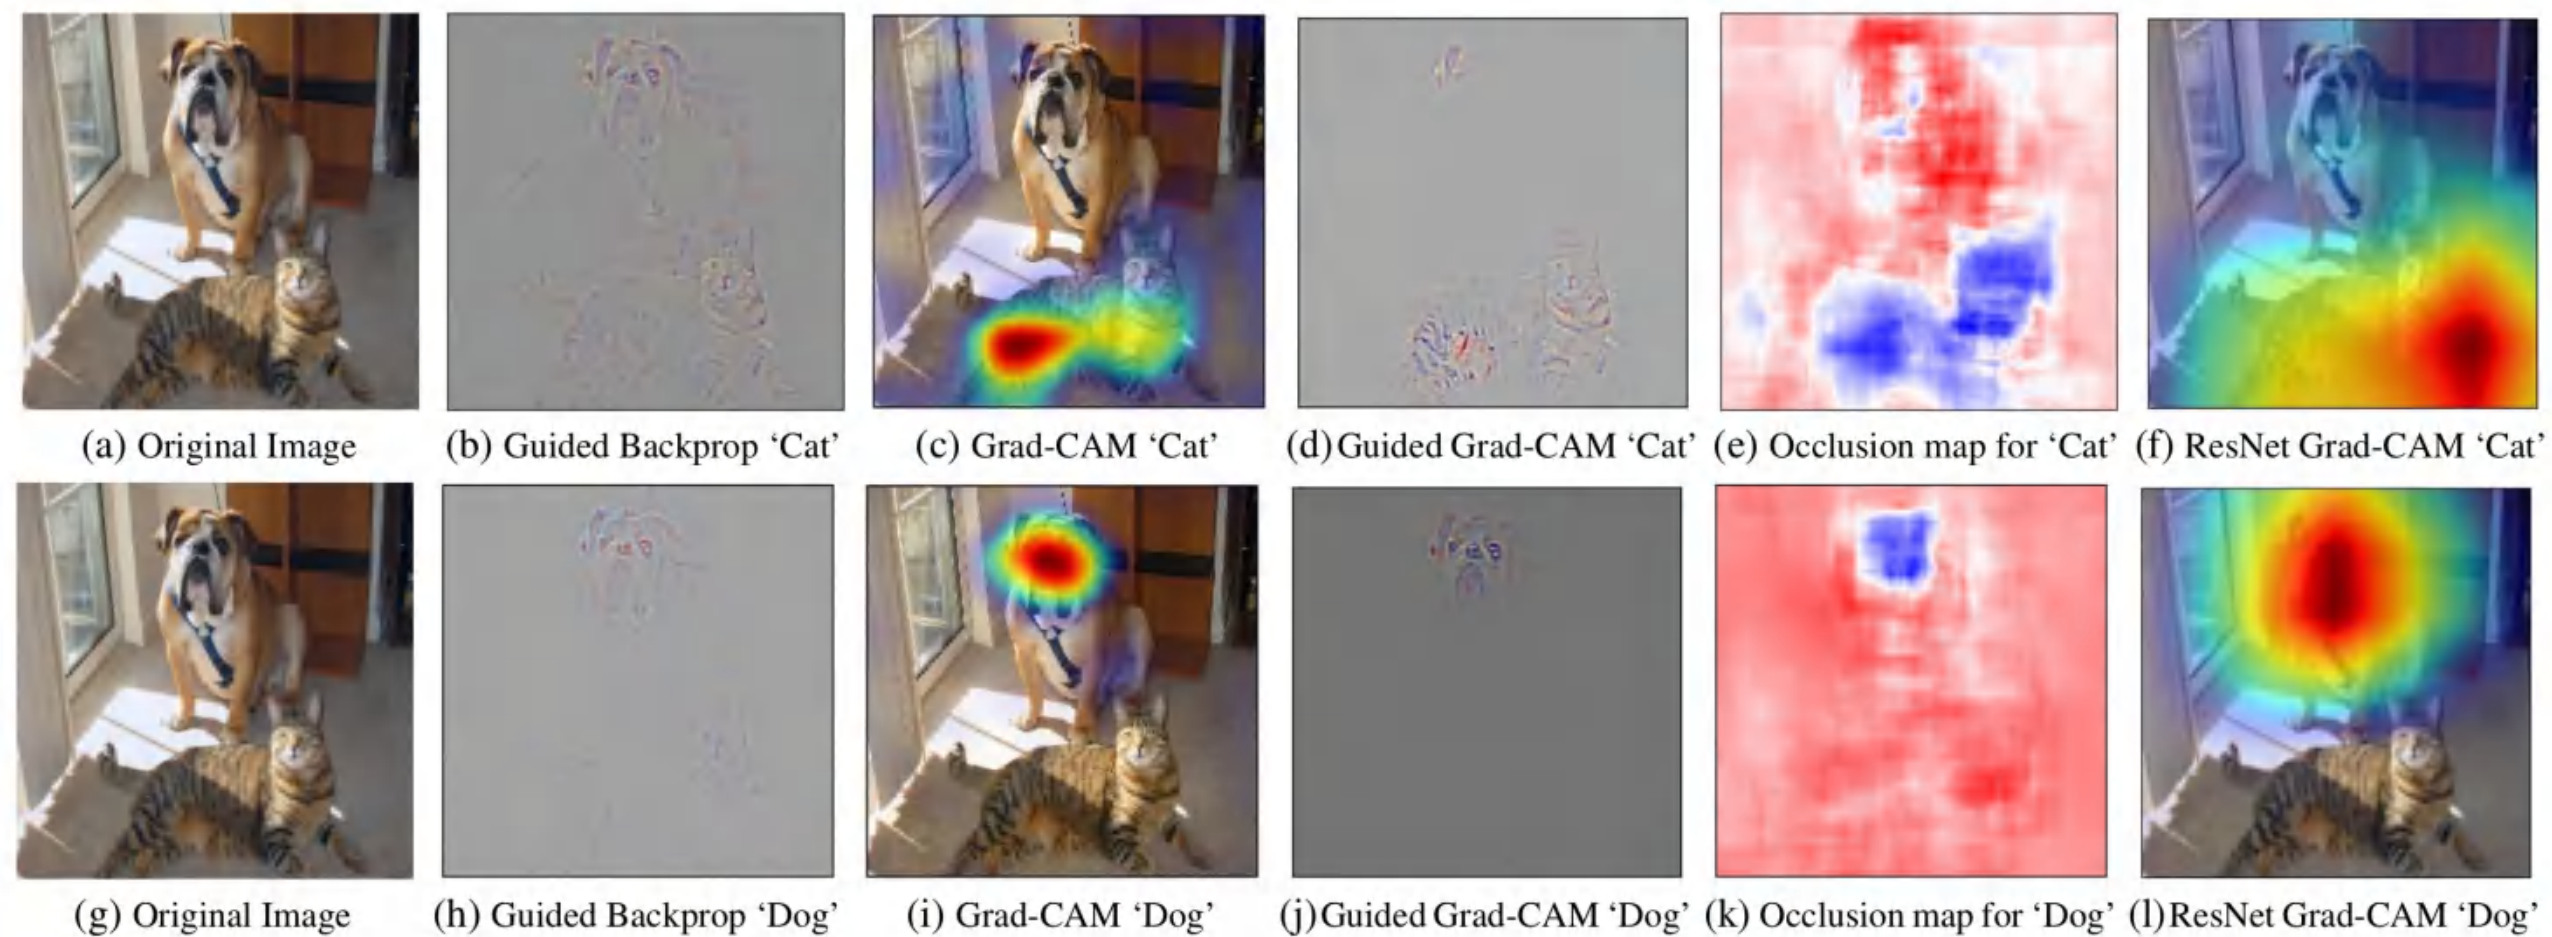 (a) Original Image
(b) Guided Backprop ‘Cat’
(c) Grad-CAM ‘Cat’
(d)Guided Grad-CAM ‘Cat’
(e) Occlusion map for ‘Cat’
(f) ResNet Grad-CAM ‘Cat’
(g) Original Image
(h) Guided Backprop ‘Dog’
(i) Grad-CAM ‘Dog’
(j)Guided Grad-CAM ‘Dog’
(k) Occlusion map for ‘Dog’
(l)ResNet Grad-CAM ‘Dog’